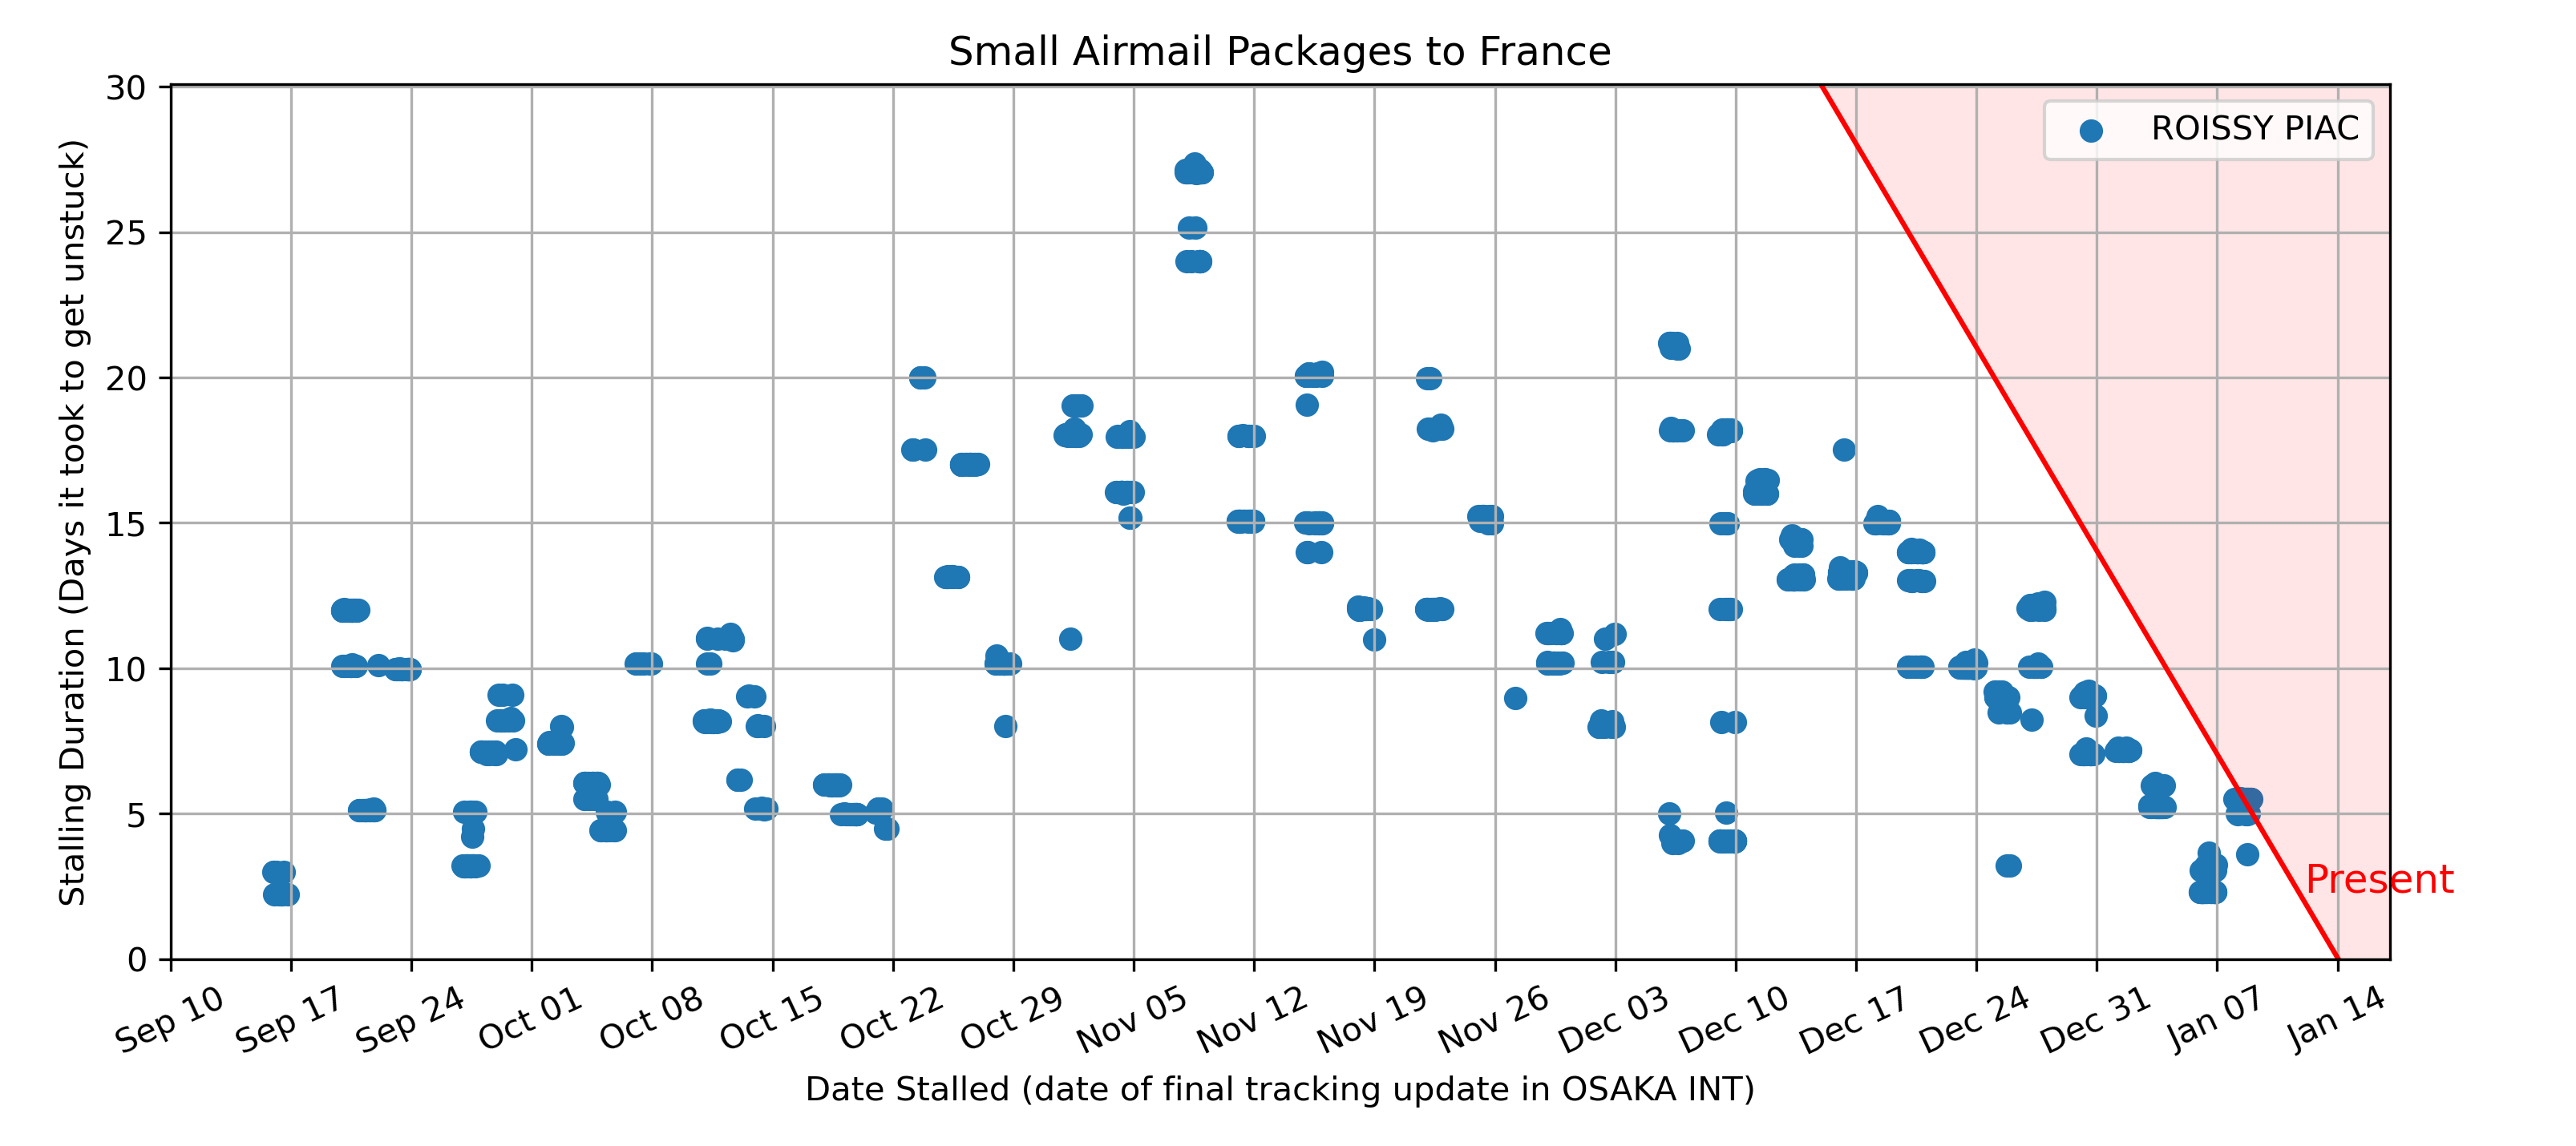 Small Airmail Packages to France
30
25
20
15
10
5
0
Stalling Duration (Days it took to get unstuck)
ROISSY PIAC
Present
Sep 10
Sep 17
Sep 24
Oct 01
Oct 08
Oct 15
Oct 22
Oct 29
Nov 05
Nov 12
Nov 19
Nov 26
Dec 03
Dec 10
Dec 17
Dec 24
Dec 31
Jan 07
Jan 14
Date Stalled (date of final tracking update in OSAKA INT)